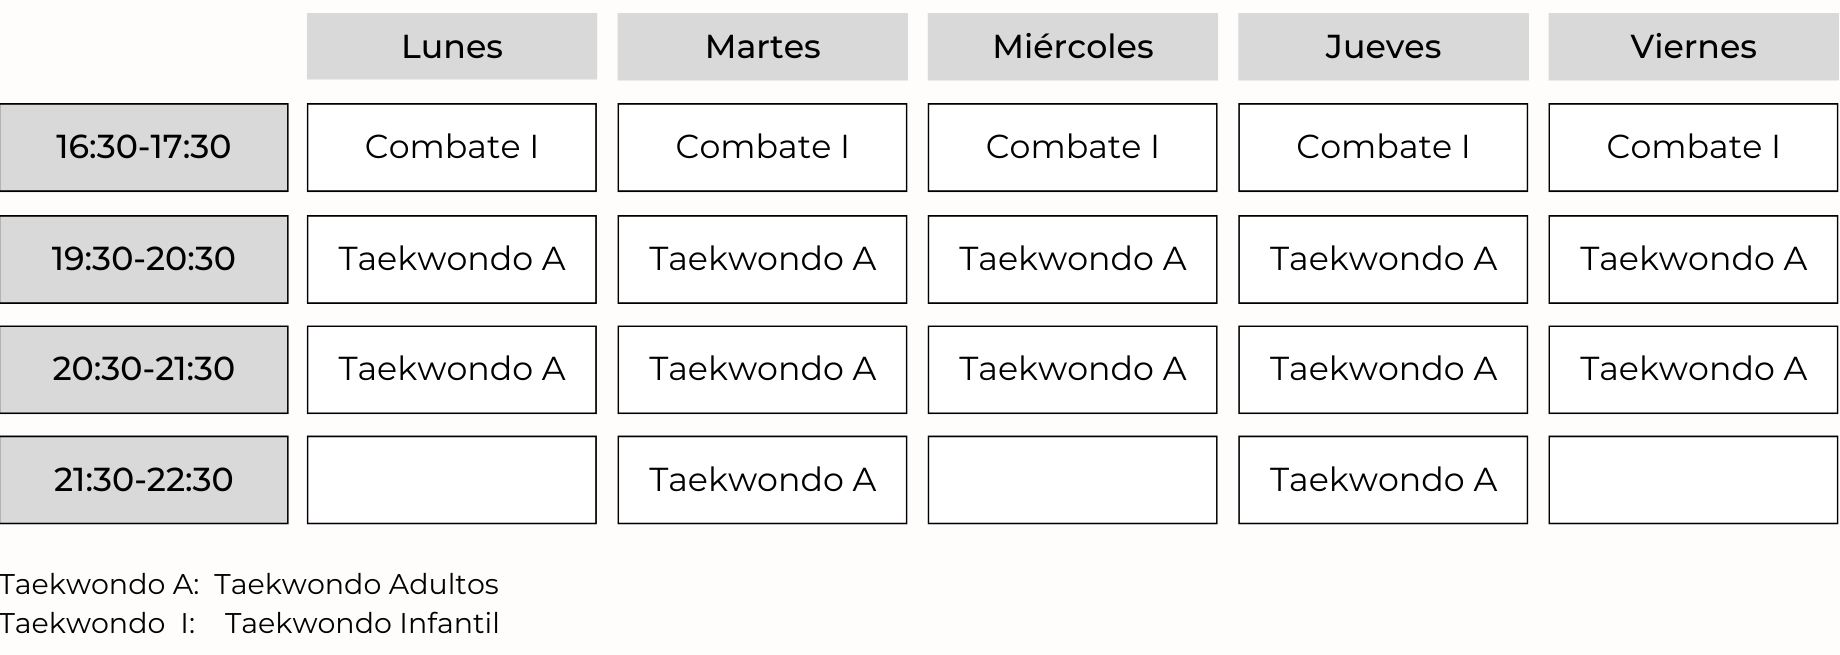 Lunes Martes Miércoles Jueves Viernes
16:30-17:30 Combate I Combate I Combate I Combate I Combate I
19:30-20:30 Taekwondo A Taekwondo A Taekwondo A Taekwondo A Taekwondo A
20:30-21:30 Taekwondo A Taekwondo A Taekwondo A Taekwondo A Taekwondo A
21:30-22:30 Taekwondo A Taekwondo A
Taekwondo A: Taekwondo Adultos
Taekwondo I: Taekwondo Infantil